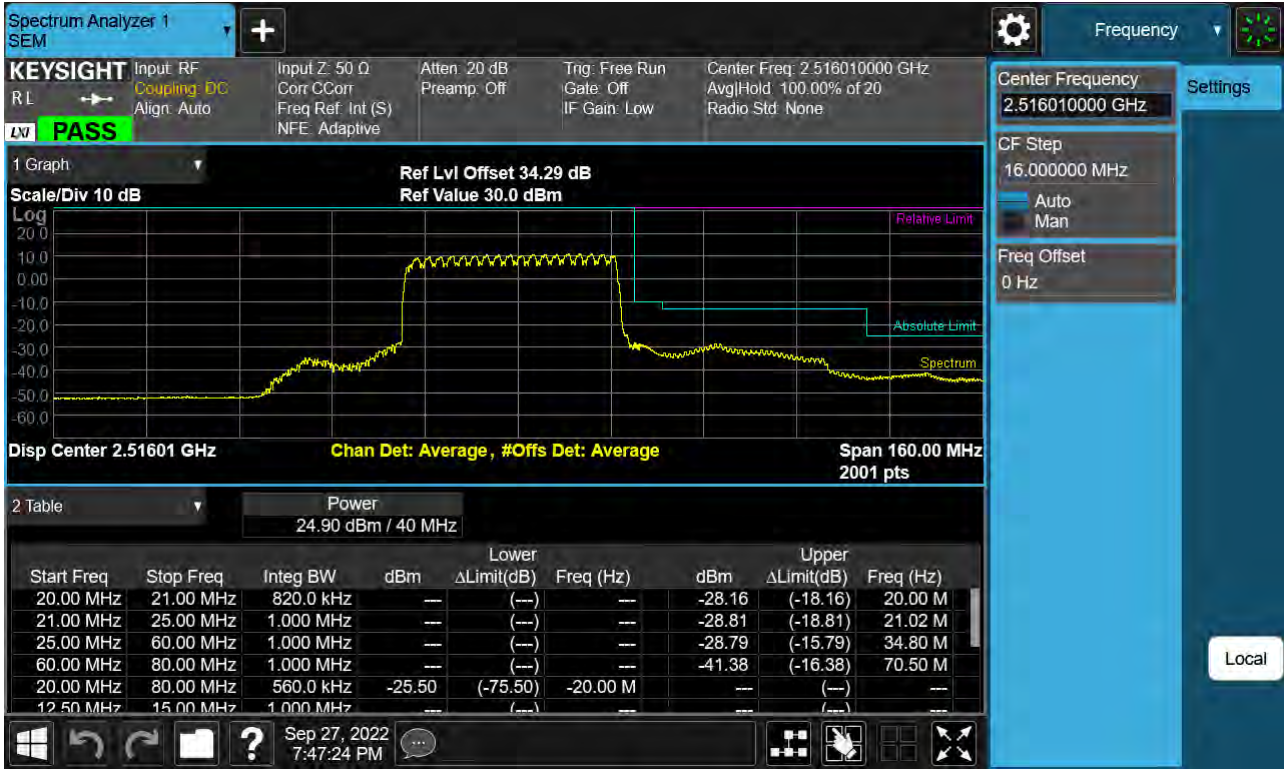 Spectrum Analyzer 1
SEM
Frequency
KEYSIGHT
R L
LXI PASS
Input: RF
Coupling: DC
Align: Auto
Input Z: 50 Ω
Corr CCorr
Freq Ref: Int (S)
NFE: Adaptive
Atten: 20 dB
Preamp: Off
Trig: Free Run
Gate: Off
IF Gain: Low
Center Freq: 2.516010000 GHz
Avg|Hold: 100.00% of 20
Radio Std: None
Center Frequency
2.516010000 GHz
Settings
CF Step
16.000000 MHz
Auto
Man
Freq Offset
0 Hz
1 Graph
Scale/Div 10 dB
Ref Lvl Offset 34.29 dB
Ref Value 30.0 dBm
Log
20.0
10.0
0.00
-10.0
-20.0
-30.0
-40.0
-50.0
-60.0
Relative Limit
Absolute Limit
Spectrum
Disp Center 2.51601 GHz
Chan Det: Average , #Offs Det: Average
Span 160.00 MHz
2001 pts
2 Table
Power
24.90 dBm / 40 MHz
Lower Upper
Start Freq Stop Freq Integ BW dBm ΔLimit(dB) Freq (Hz) dBm ΔLimit(dB) Freq (Hz)
20.00 MHz 21.00 MHz 820.0 kHz --- (---) --- -28.16 (-18.16) 20.00 M
21.00 MHz 25.00 MHz 1.000 MHz --- (---) --- -28.81 (-18.81) 21.02 M
25.00 MHz 60.00 MHz 1.000 MHz --- (---) --- -28.79 (-15.79) 34.80 M
60.00 MHz 80.00 MHz 1.000 MHz --- (---) --- -41.38 (-16.38) 70.50 M
20.00 MHz 80.00 MHz 560.0 kHz -25.50 (-75.50) -20.00 M --- (---) ---
12.50 MHz 15.00 MHz 1.000 MHz --- (---) --- --- (---) ---
Local
Sep 27, 2022
7:47:24 PM